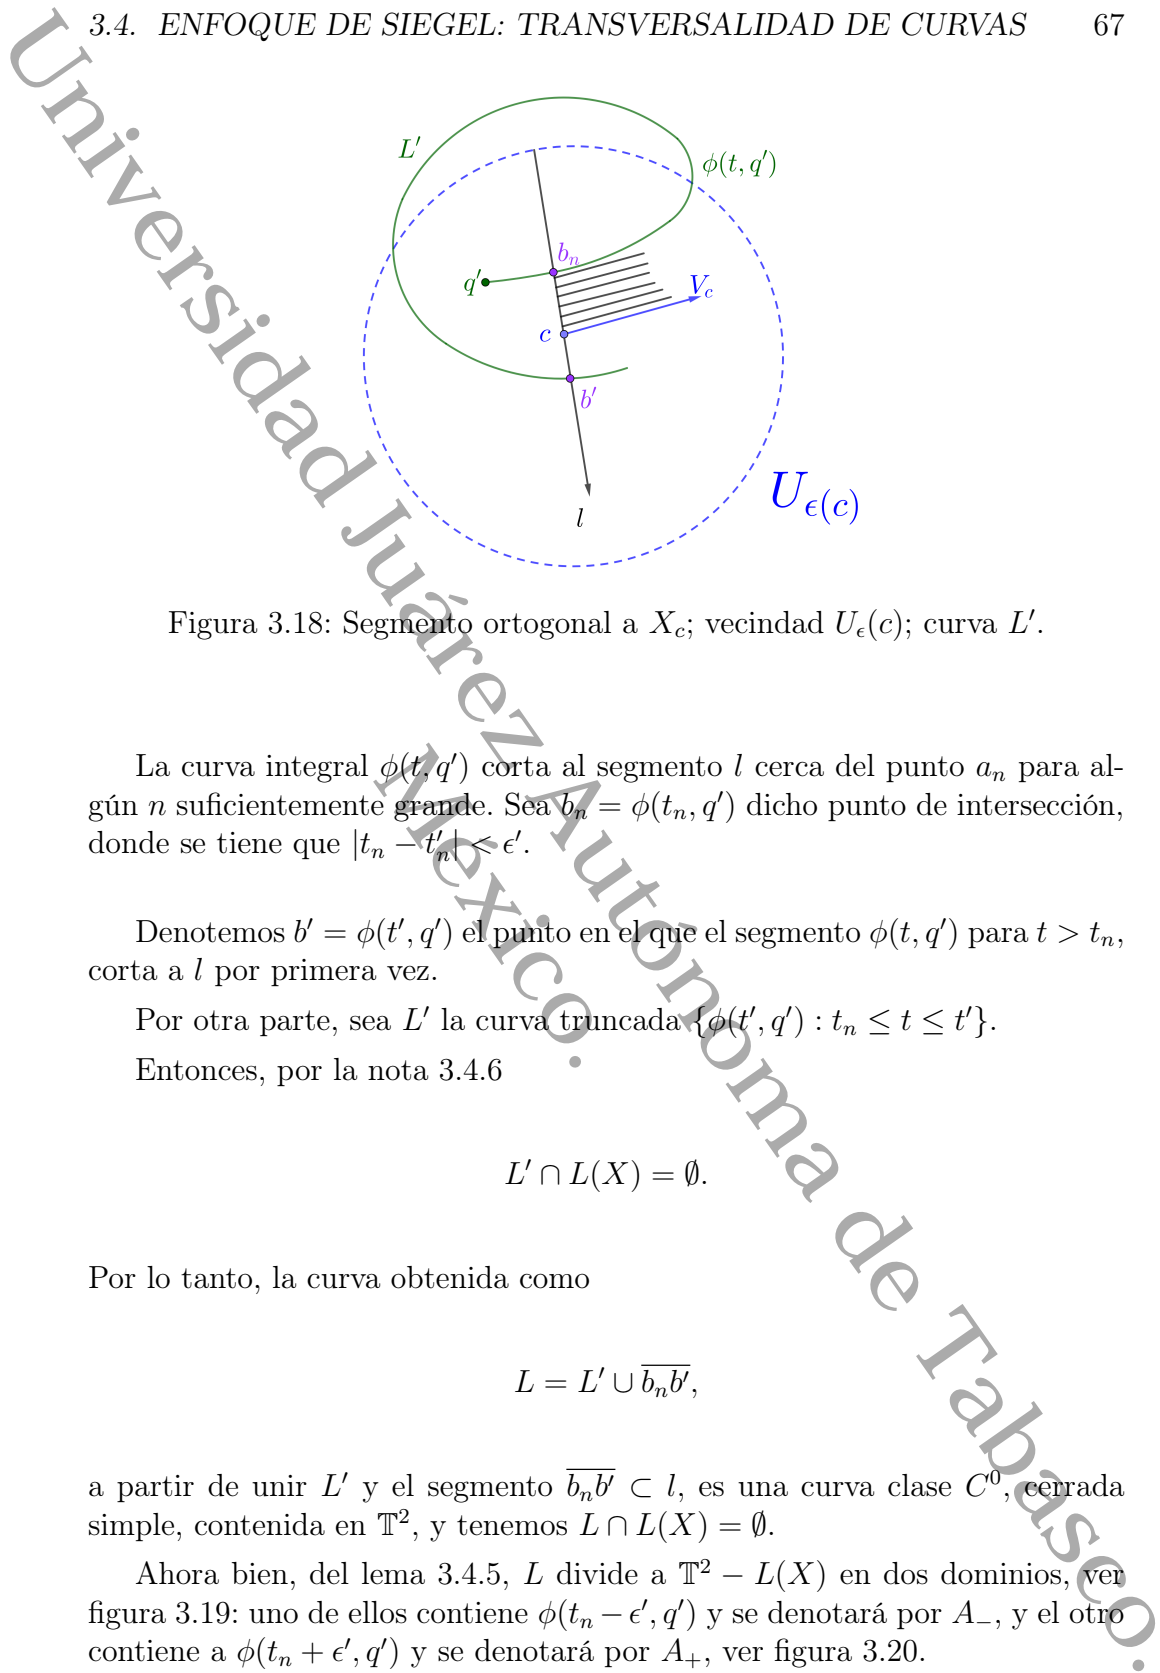 3.4. ENFOQUE DE SIEGEL: TRANSVERSALIDAD DE CURVAS 67
L′
ϕ(t, q′)
b_n
q′
V_c
c
b′
U_{ϵ(c)}
l
Figura 3.18: Segmento ortogonal a X_c; vecindad U_ϵ(c); curva L′.
La curva integral ϕ(t, q′) corta al segmento l cerca del punto a_n para al-
gún n suficientemente grande. Sea b_n = ϕ(t_n, q′) dicho punto de intersección,
donde se tiene que |t_n − t′_n| < ϵ′.
Denotemos b′ = ϕ(t′, q′) el punto en el que el segmento ϕ(t, q′) para t > t_n,
corta a l por primera vez.
Por otra parte, sea L′ la curva truncada {ϕ(t′, q′) : t_n ≤ t ≤ t′}.
Entonces, por la nota 3.4.6
L′ ∩ L(X) = ∅.
Por lo tanto, la curva obtenida como
L = L′ ∪ \overline{b_n b′},
a partir de unir L′ y el segmento \overline{b_n b′} ⊂ l, es una curva clase C⁰, cerrada
simple, contenida en 𝕋², y tenemos L ∩ L(X) = ∅.
Ahora bien, del lema 3.4.5, L divide a 𝕋² − L(X) en dos dominios, ver
figura 3.19: uno de ellos contiene ϕ(t_n − ϵ′, q′) y se denotará por A₋, y el otro
contiene a ϕ(t_n + ϵ′, q′) y se denotará por A₊, ver figura 3.20.
Universidad Juárez Autónoma de Tabasco.
México.